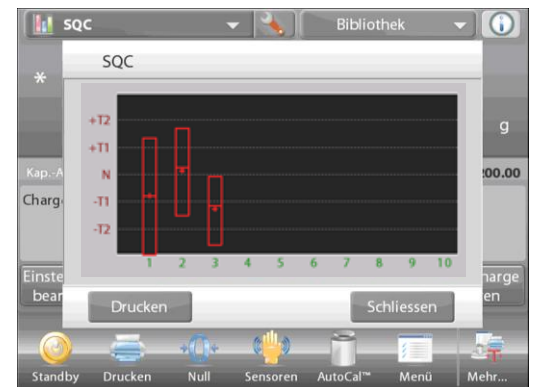 SQC
Bibliothek
SQC
*
g
+T2
+T1
N
-T1
-T2
Kap.-A
200.00
Charg
1 2 3 4 5 6 7 8 9 10
Einste
bear
Drucken
Schliessen
harge
en
Standby
Drucken
Null
Sensoren
AutoCal™
Menü
Mehr...